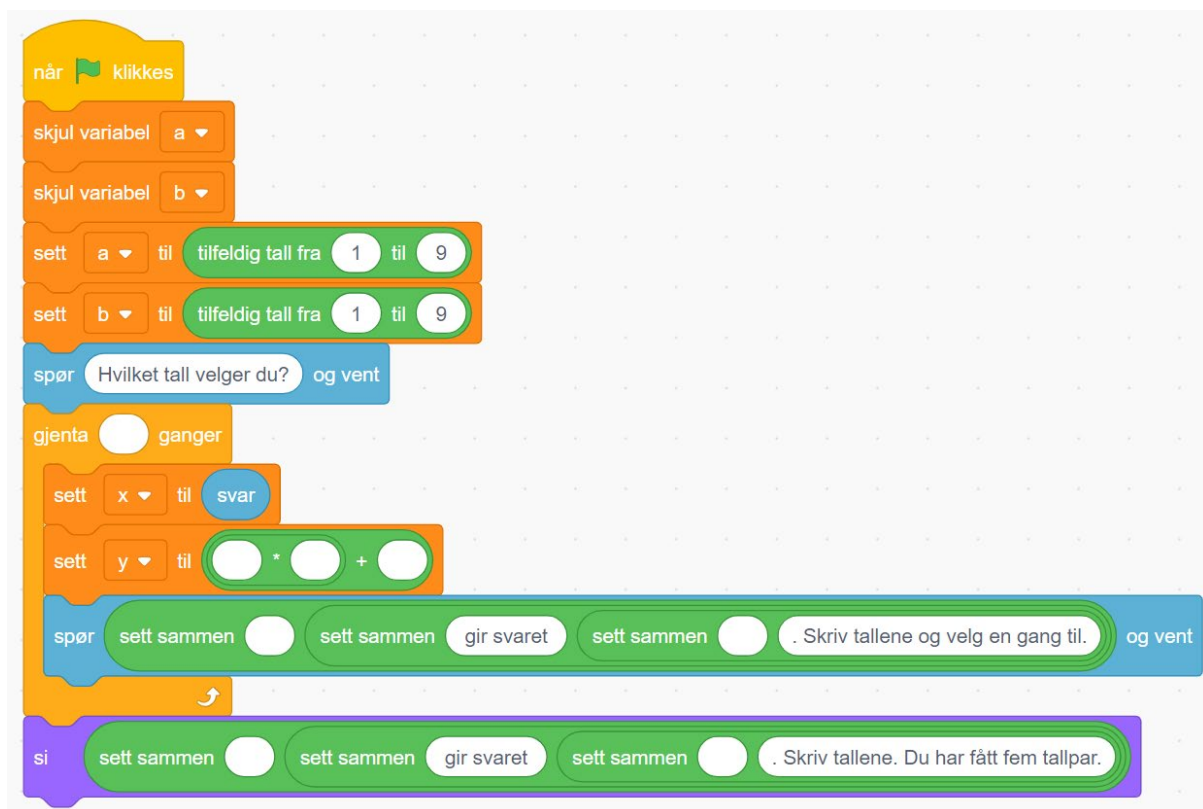 når klikkes
skjul variabel a
skjul variabel b
sett a til tilfeldig tall fra 1 til 9
sett b til tilfeldig tall fra 1 til 9
spør Hvilket tall velger du? og vent
gjenta ganger
sett x til svar
sett y til * +
spør sett sammen sett sammen gir svaret sett sammen . Skriv tallene og velg en gang til. og vent
si sett sammen sett sammen gir svaret sett sammen . Skriv tallene. Du har fått fem tallpar.